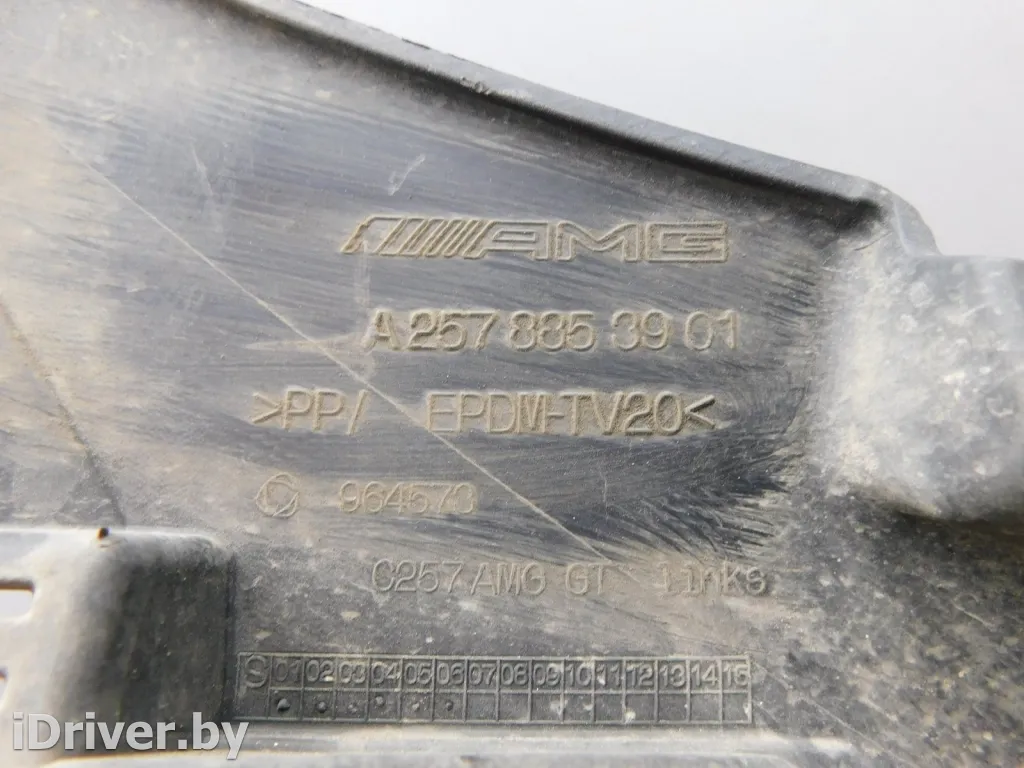 AMG
A 257 885 39 01
>PP/ EPDM-TV20<
964570
C257 AMG GT links
S 01 02 03 04 05 06 07 08 09 10 11 12 13 14 15
iDriver.by